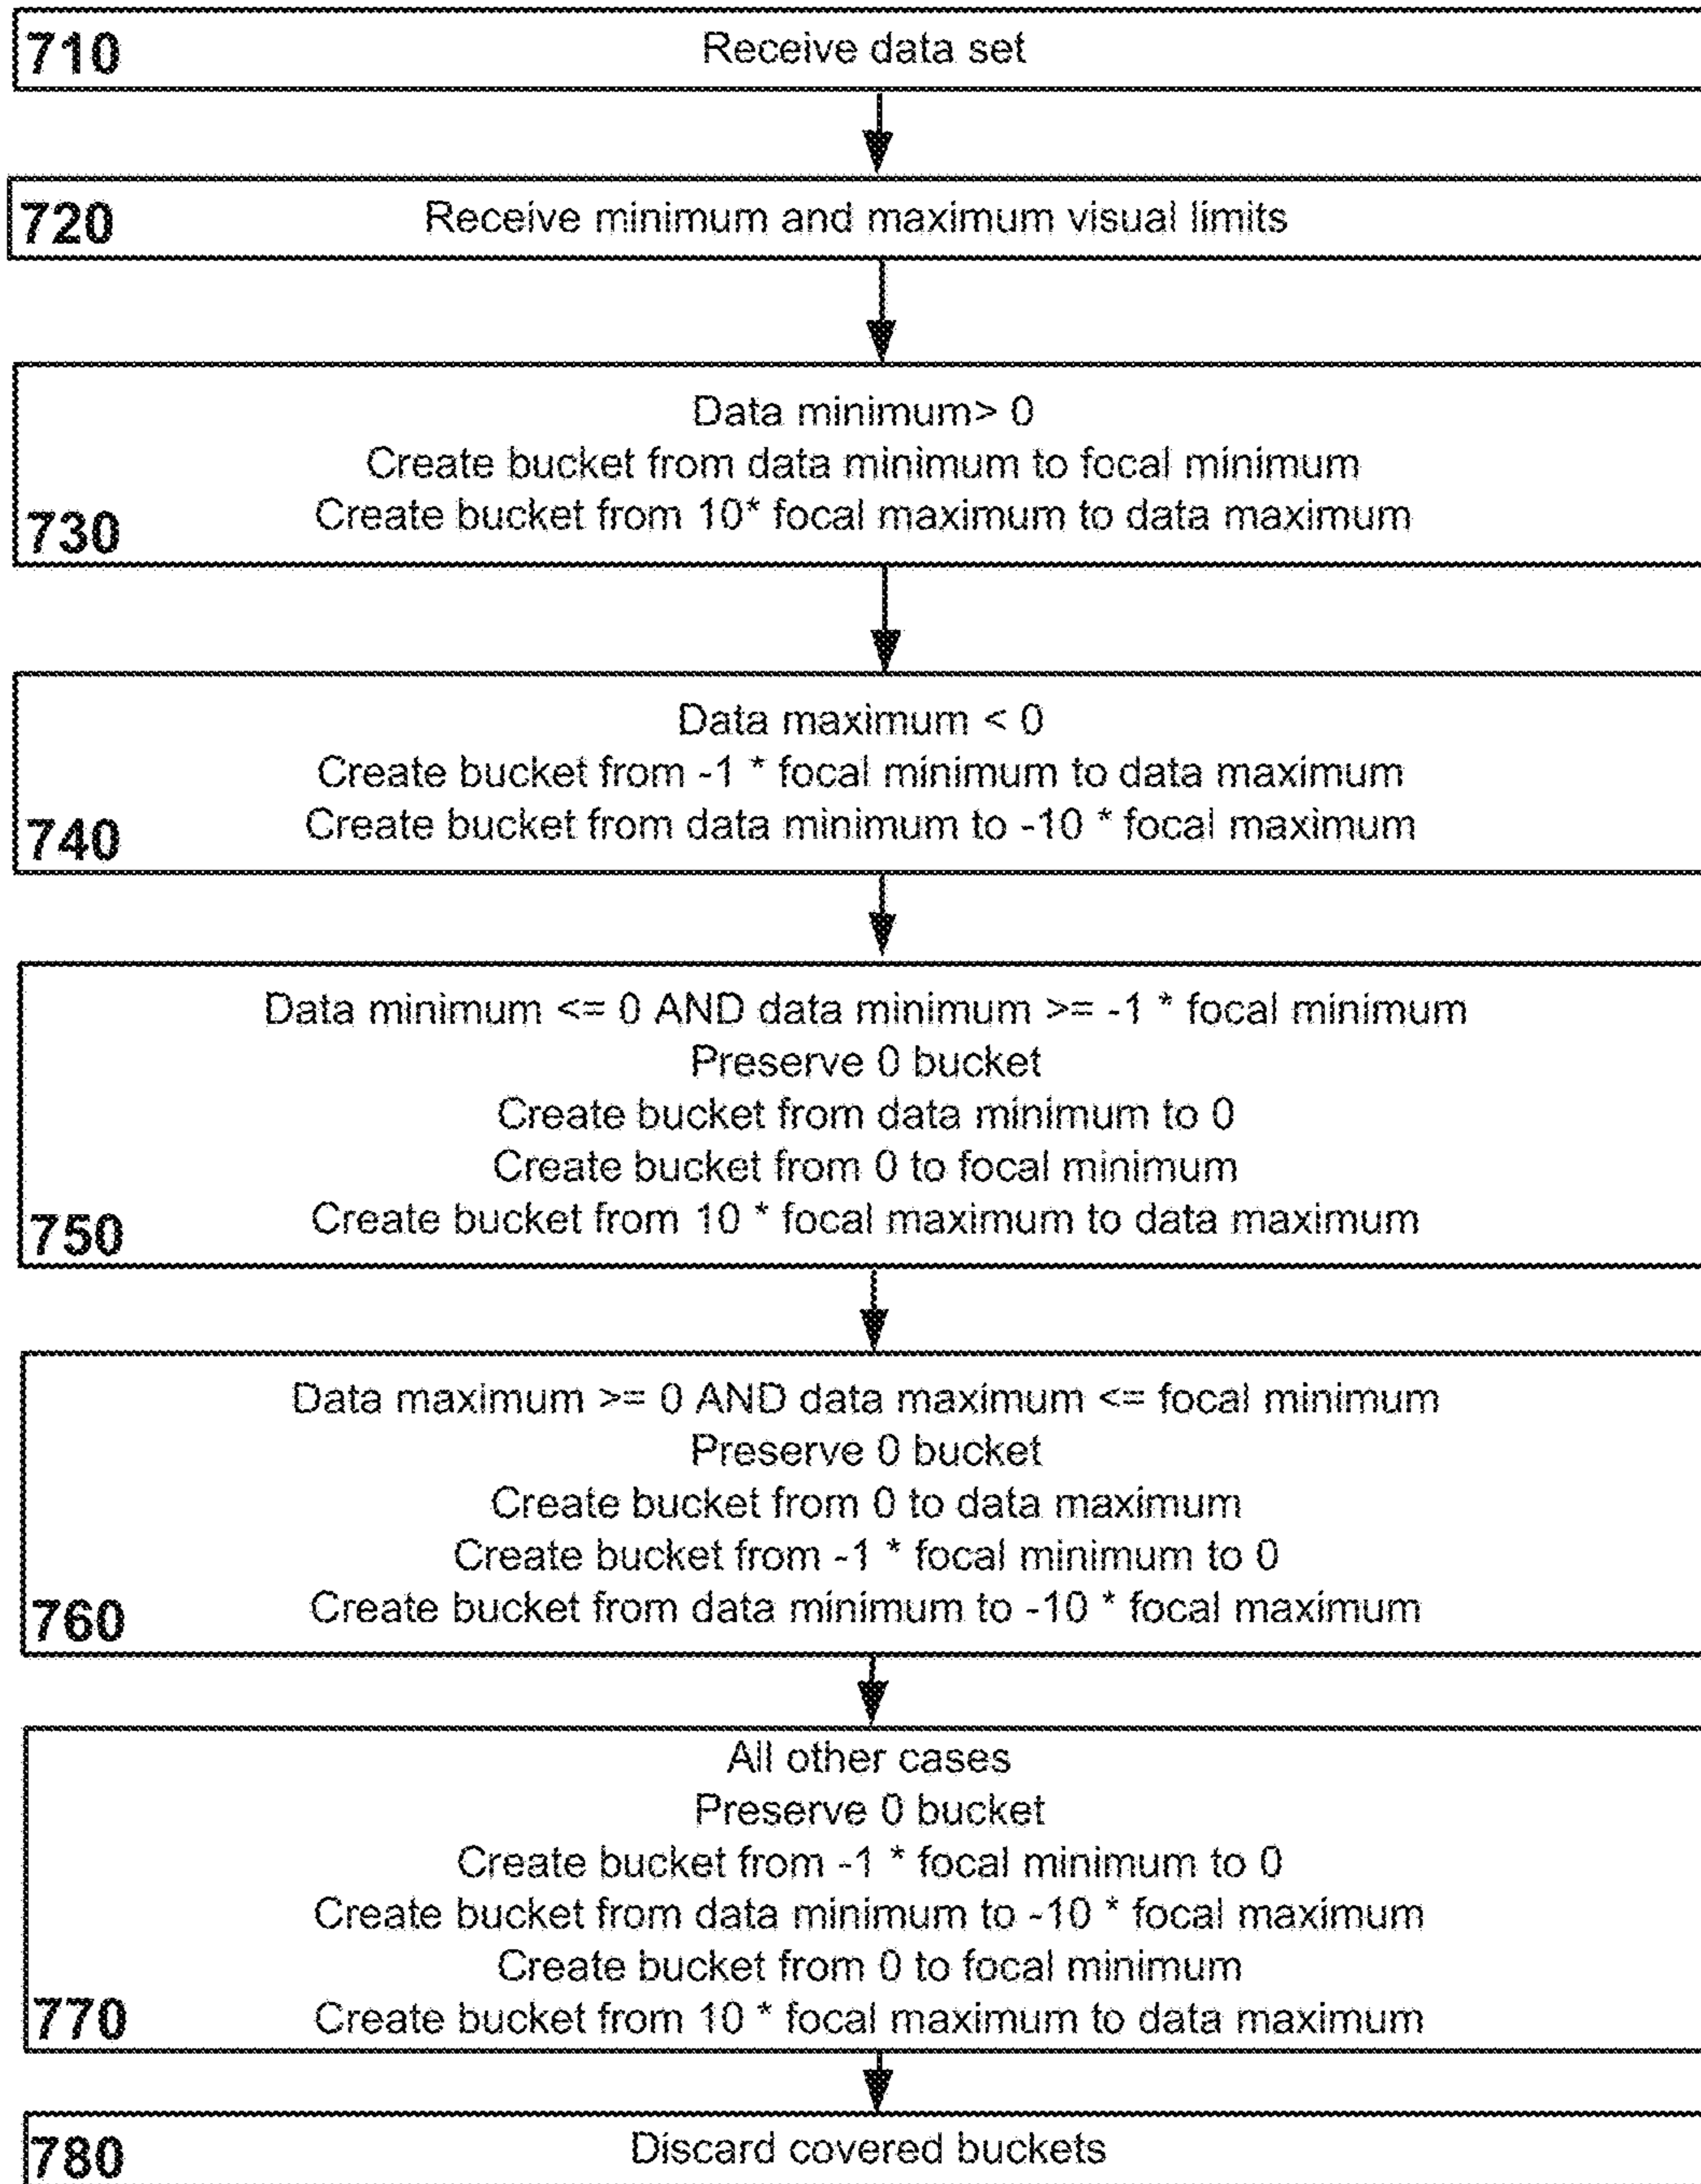 710
Receive data set
720
Receive minimum and maximum visual limits
Data minimum> 0
Create bucket from data minimum to focal minimum
Create bucket from 10* focal maximum to data maximum
730
Data maximum < 0
Create bucket from -1 * focal minimum to data maximum
Create bucket from data minimum to -10 * focal maximum
740
Data minimum <= 0 AND data minimum >= -1 * focal minimum
Preserve 0 bucket
Create bucket from data minimum to 0
Create bucket from 0 to focal minimum
Create bucket from 10 * focal maximum to data maximum
750
Data maximum >= 0 AND data maximum <= focal minimum
Preserve 0 bucket
Create bucket from 0 to data maximum
Create bucket from -1 * focal minimum to 0
Create bucket from data minimum to -10 * focal maximum
760
All other cases
Preserve 0 bucket
Create bucket from -1 * focal minimum to 0
Create bucket from data minimum to -10 * focal maximum
Create bucket from 0 to focal minimum
Create bucket from 10 * focal maximum to data maximum
770
780
Discard covered buckets